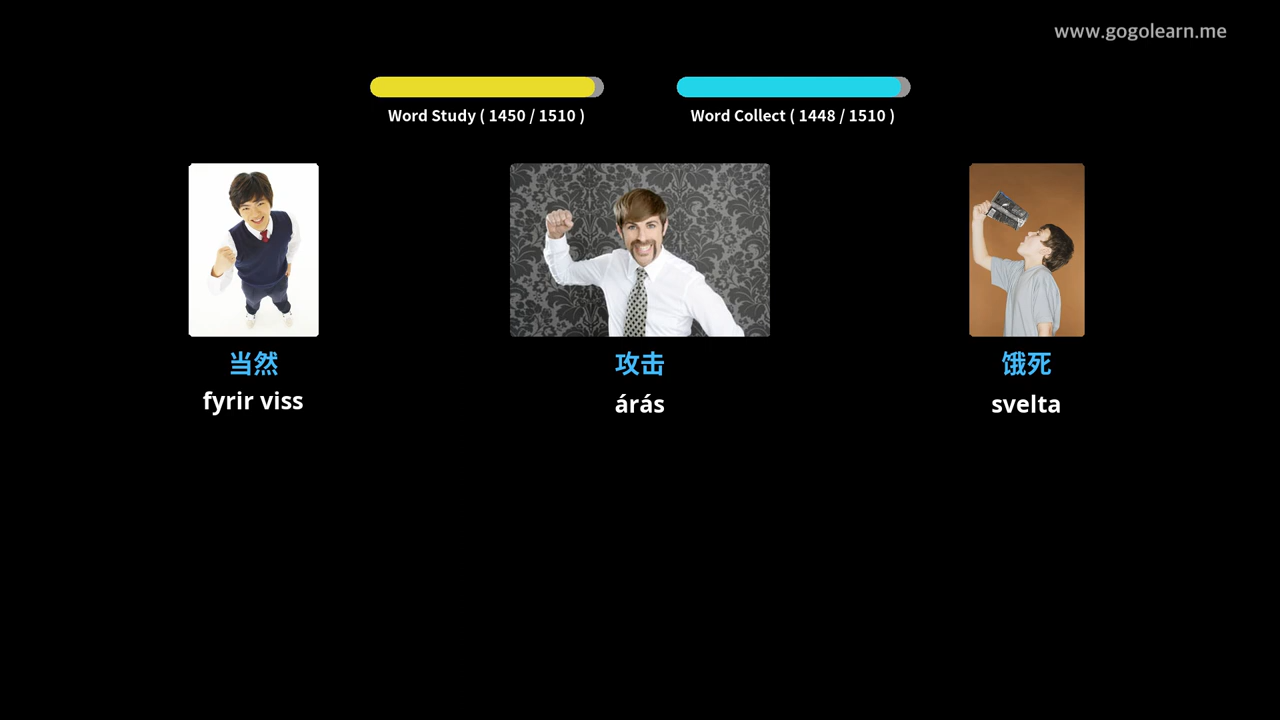 www.gogolearn.me
Word Study ( 1450 / 1510 )
Word Collect ( 1448 / 1510 )
当然
攻击
饿死
fyrir viss
árás
svelta